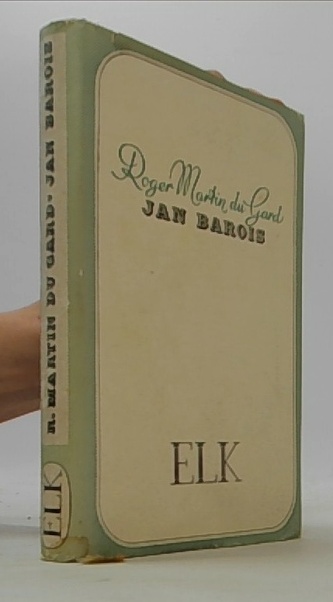 R. MARTIN DU GARD: JAN BAROIS
ELK
Roger Martin du Gard
JAN BAROIS
ELK